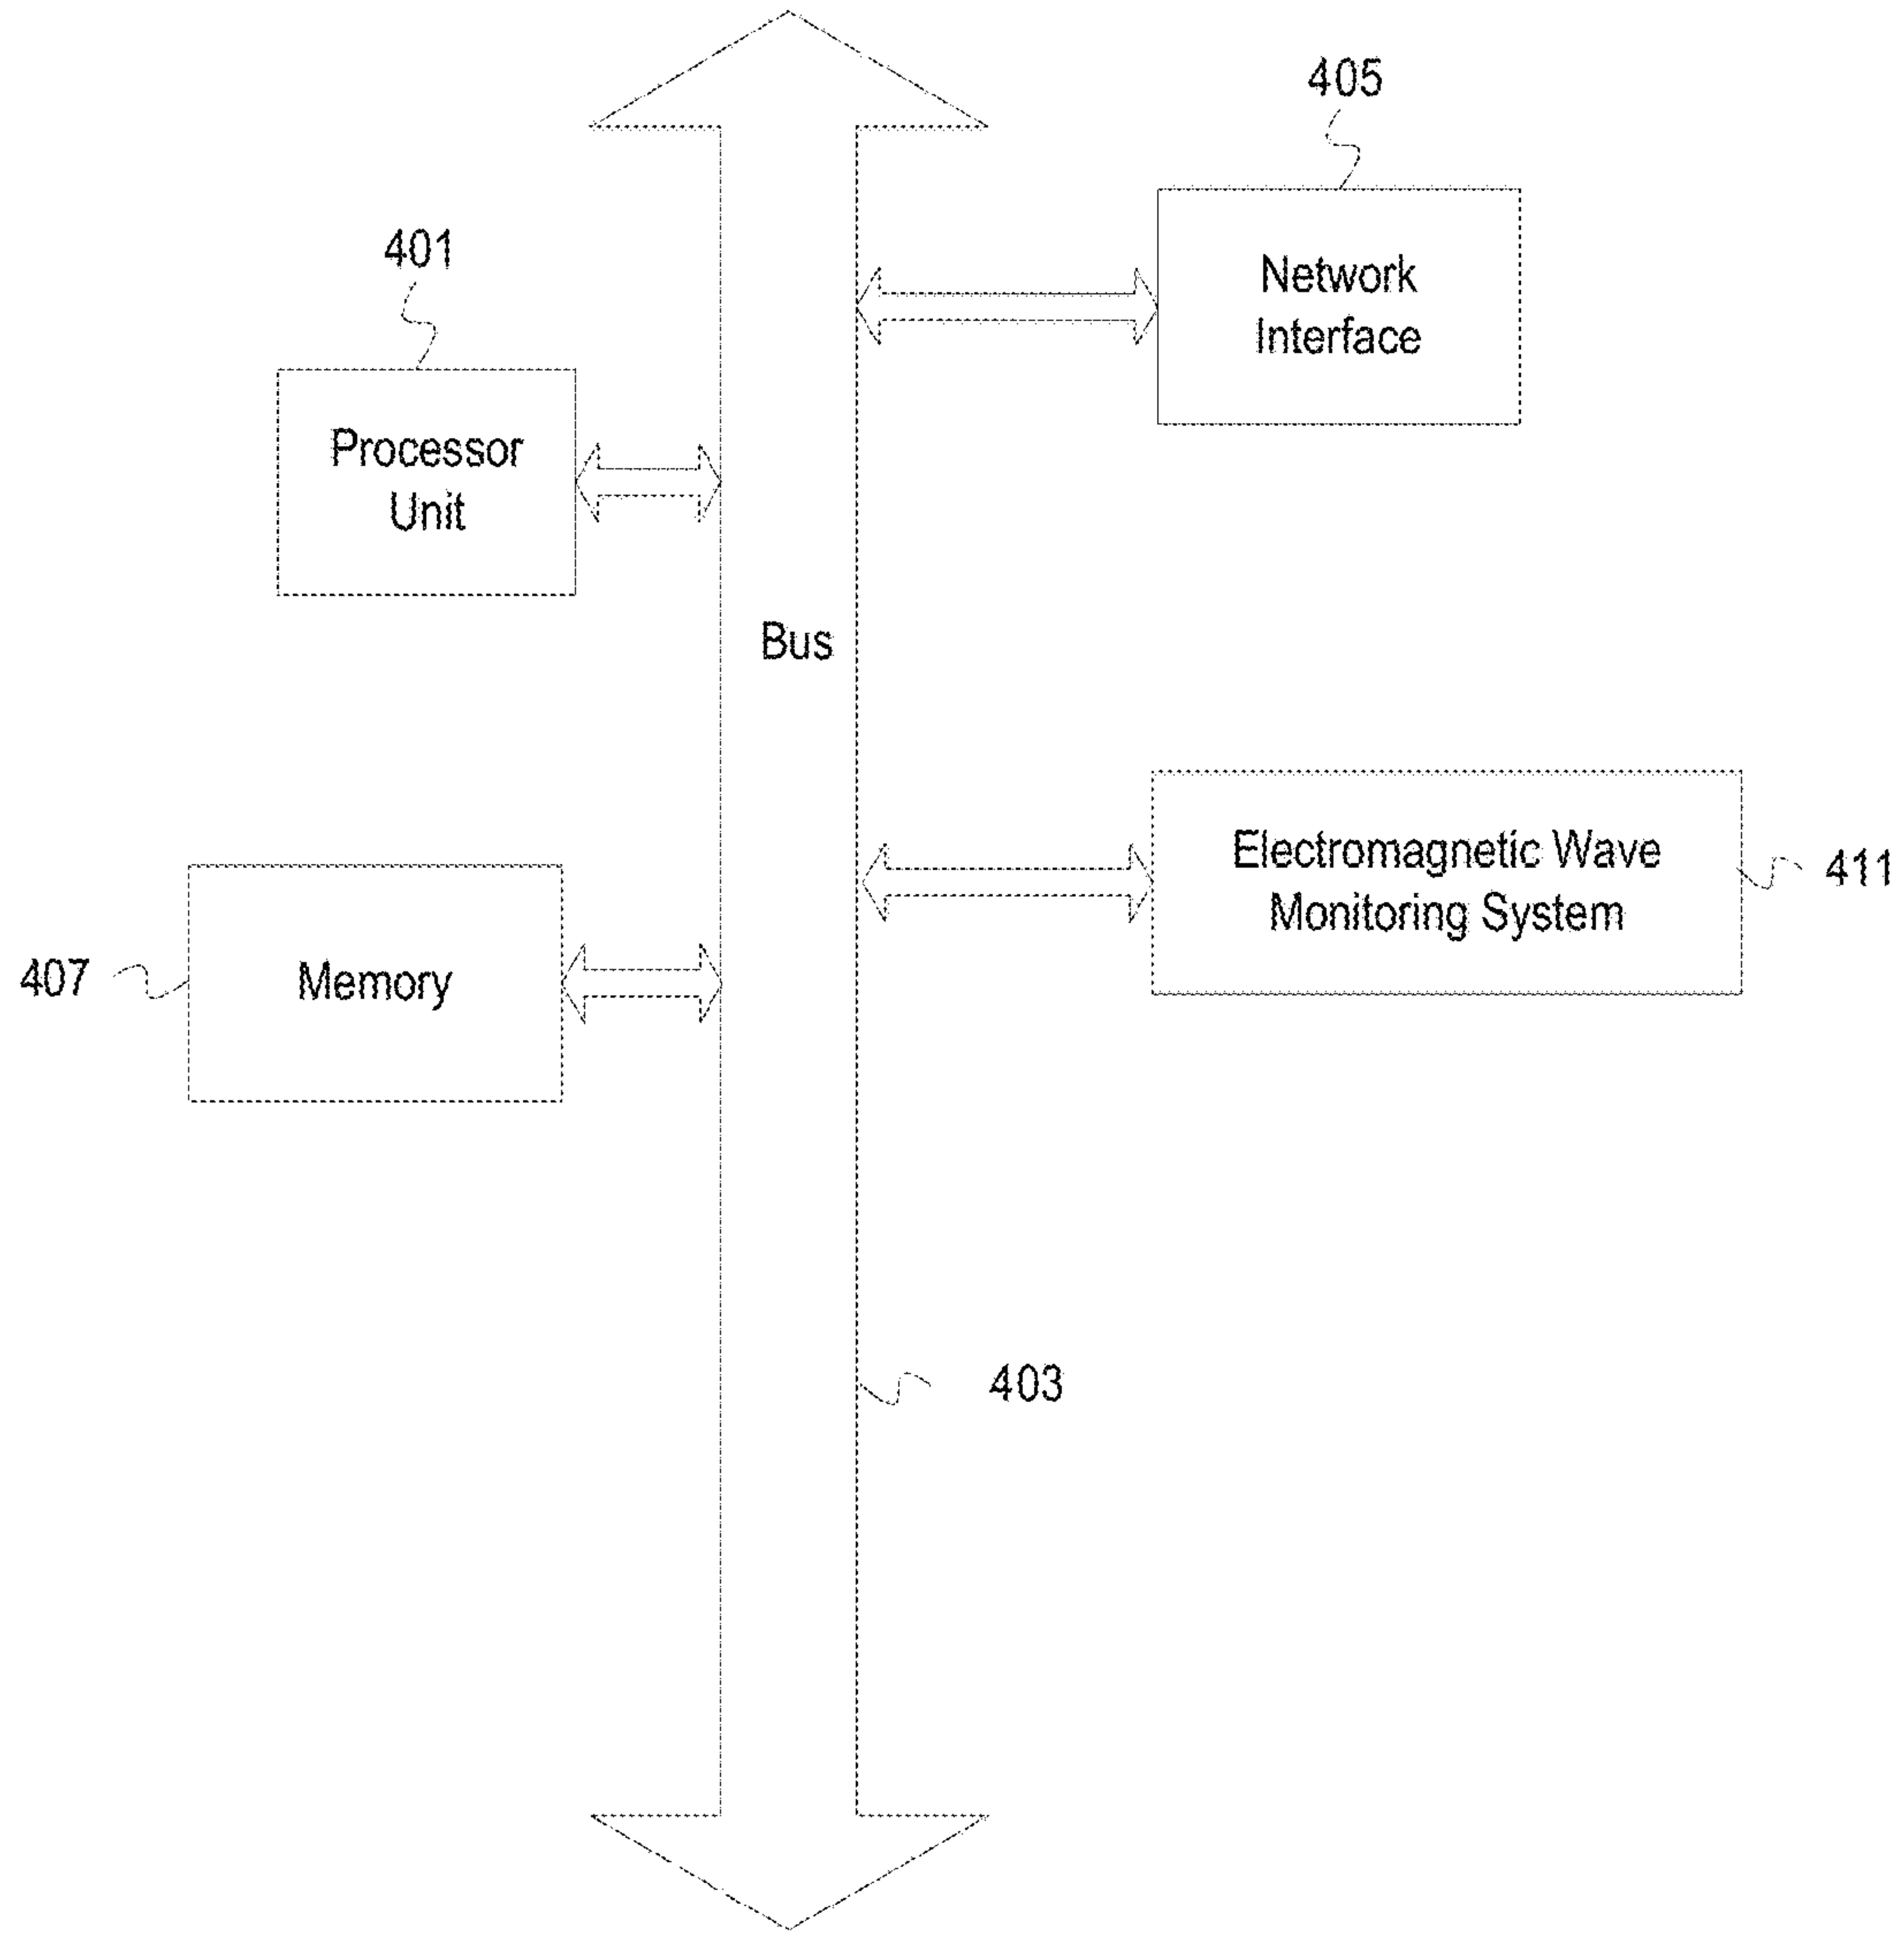 405
Network
Interface
401
Processor
Unit
Bus
Electromagnetic Wave
Monitoring System
411
407
Memory
403